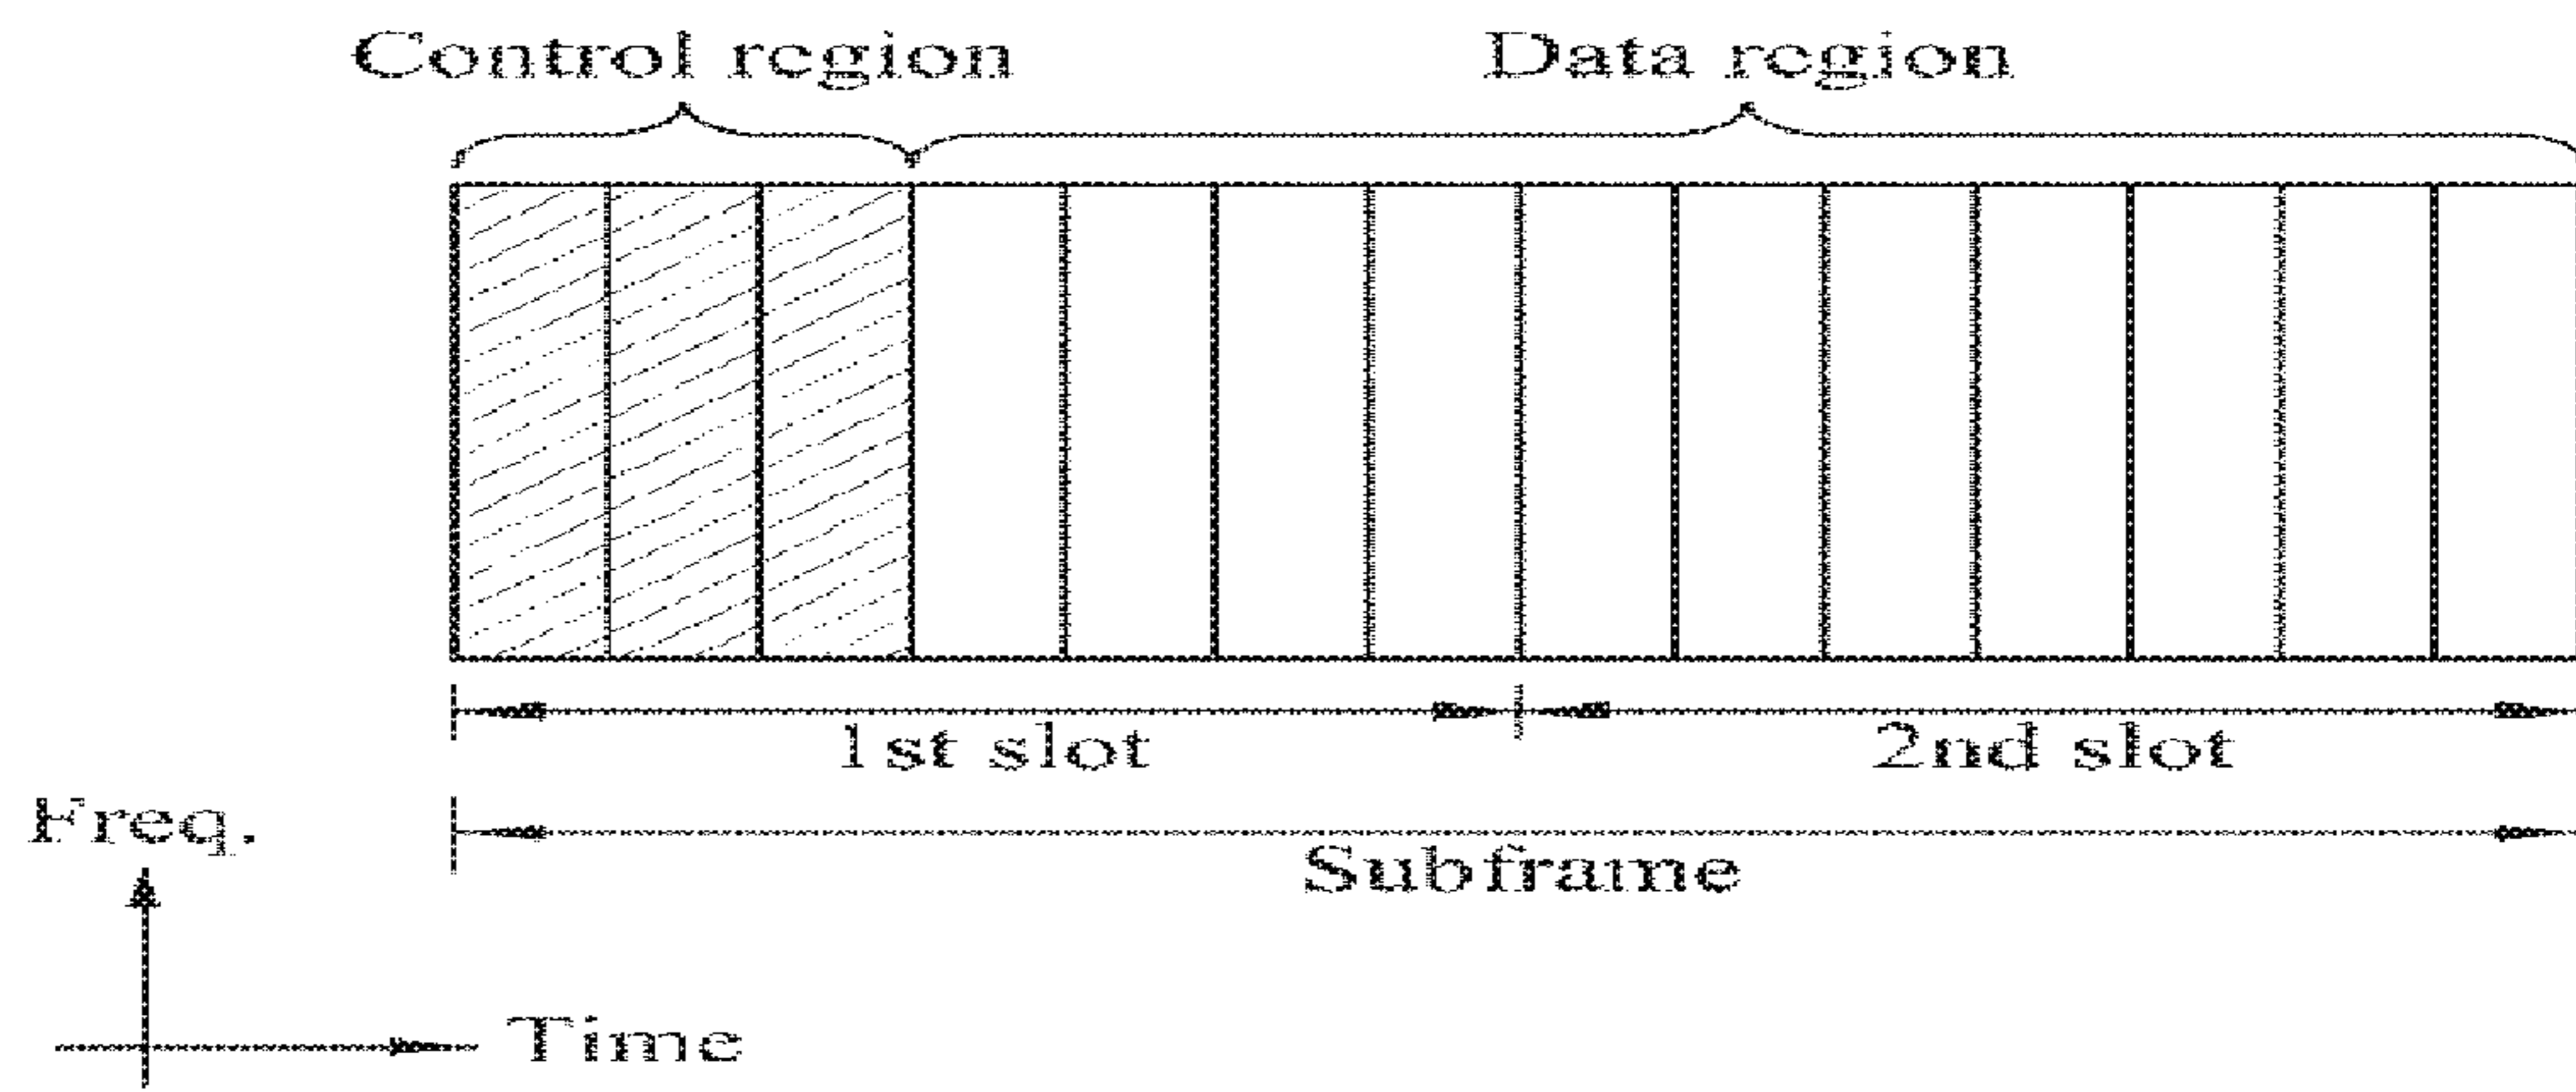 Control region
Data region
1st slot
2nd slot
Subframe
Freq.
Time